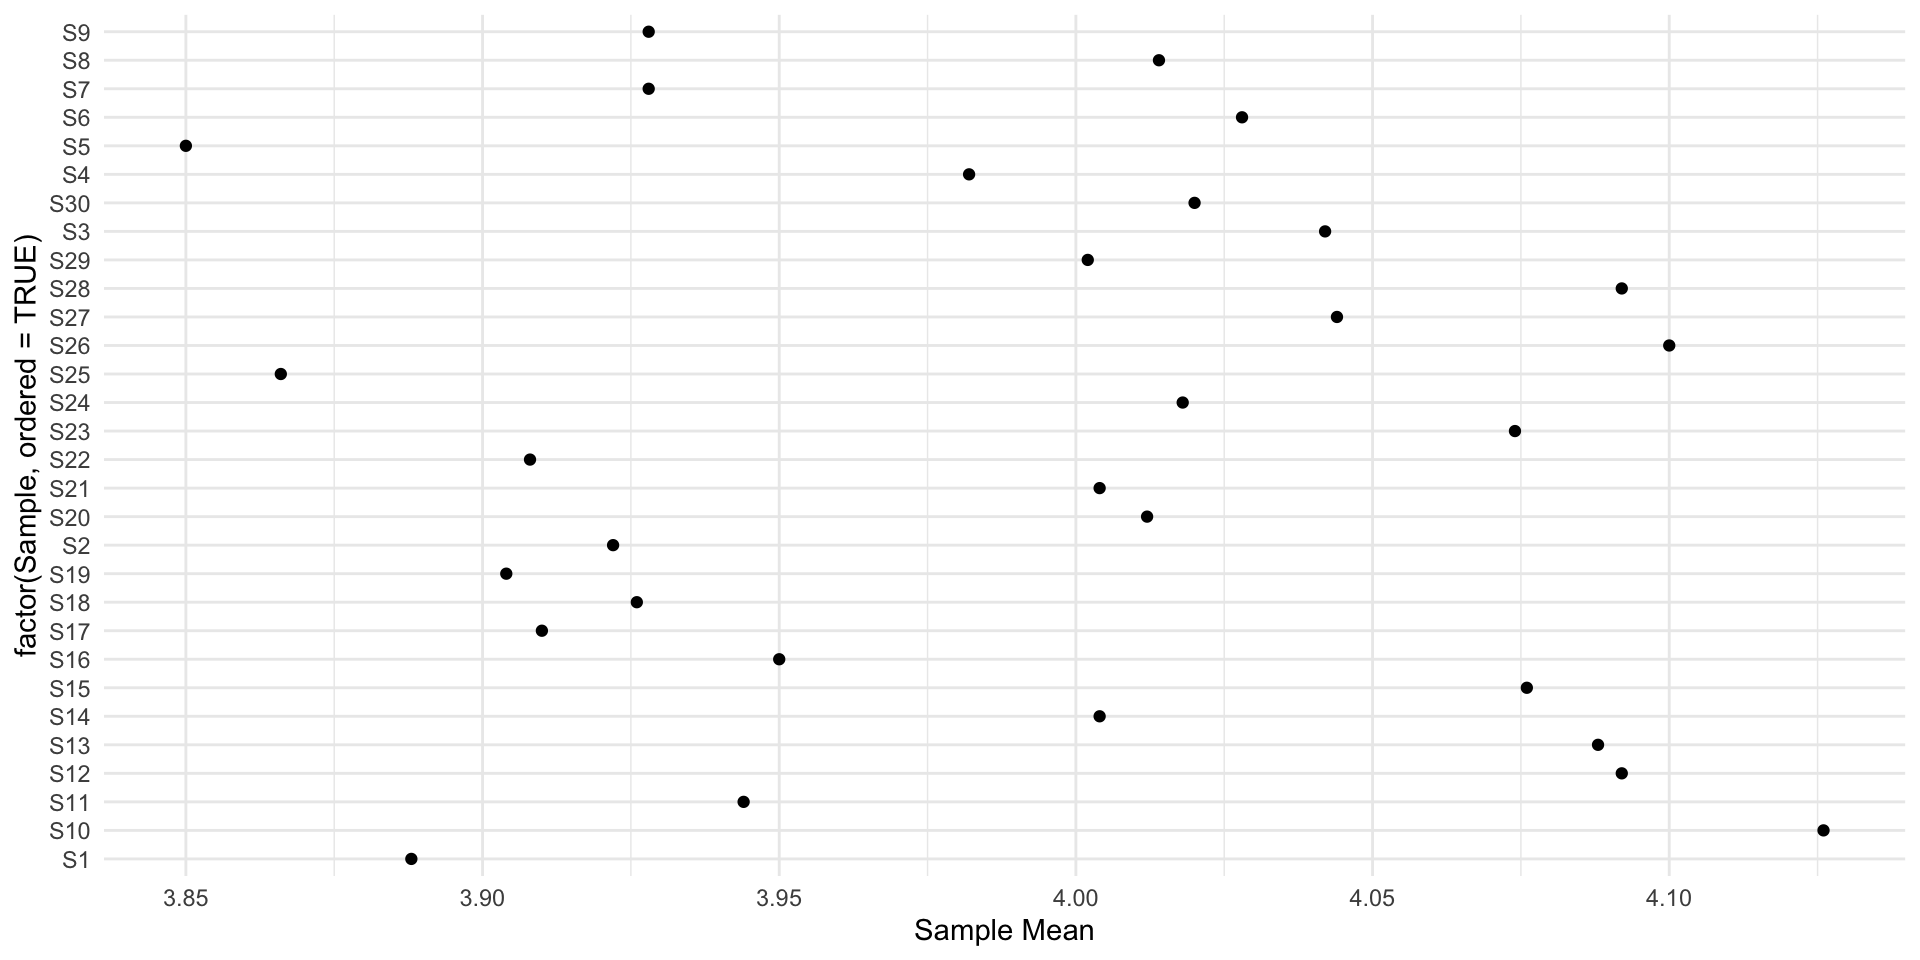 factor(Sample, ordered = TRUE)
S9
S8
S7
S6
S5
S4
S30
S3
S29
S28
S27
S26
S25
S24
S23
S22
S21
S20
S2
S19
S18
S17
S16
S15
S14
S13
S12
S11
S10
S1
3.85 3.90 3.95 4.00 4.05 4.10
Sample Mean